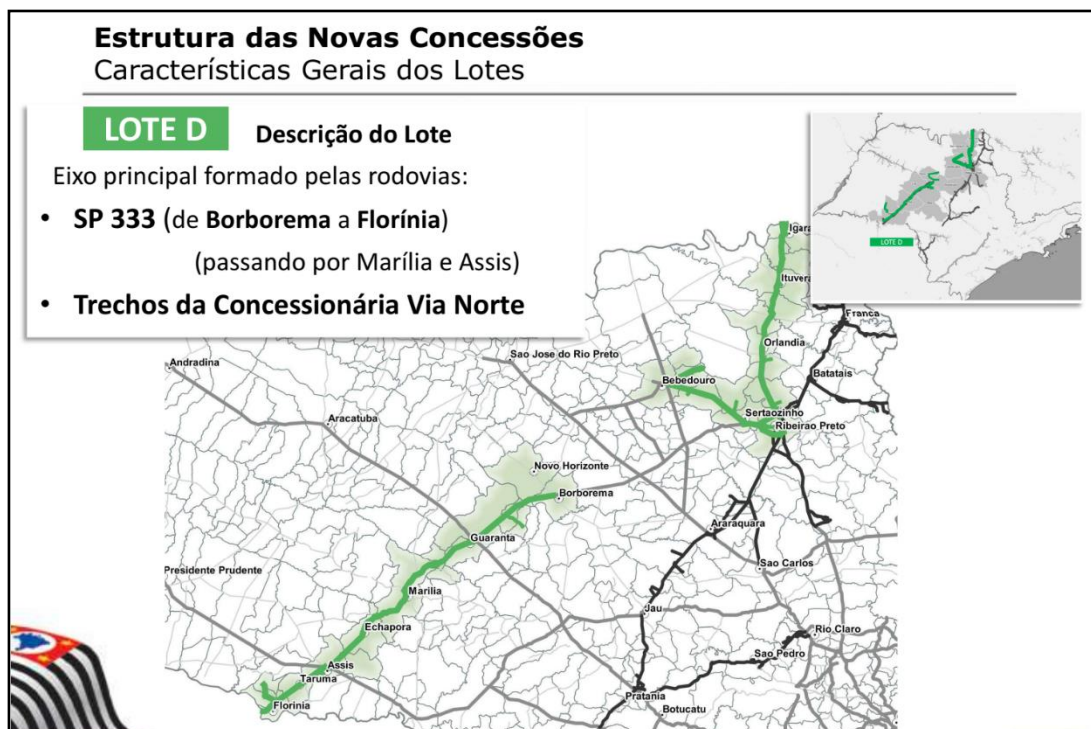 Estrutura das Novas Concessões
Características Gerais dos Lotes
LOTE D
Descrição do Lote
Eixo principal formado pelas rodovias:
• SP 333 (de Borborema a Florínia)
(passando por Marília e Assis)
• Trechos da Concessionária Via Norte
LOTE D
Igara
Ituvera
Franca
Orlandia
Sao Jose do Rio Preto
Andradina
Batatais
Bebedouro
Aracatuba
Sertaozinho
Ribeirao Preto
Novo Horizonte
Borborema
Araraquara
Guaranta
Sao Carlos
Presidente Prudente
Marilia
Jau
Echapora
Rio Claro
Sao Pedro
Assis
Taruma
Pratania
Florinia
Botucatu